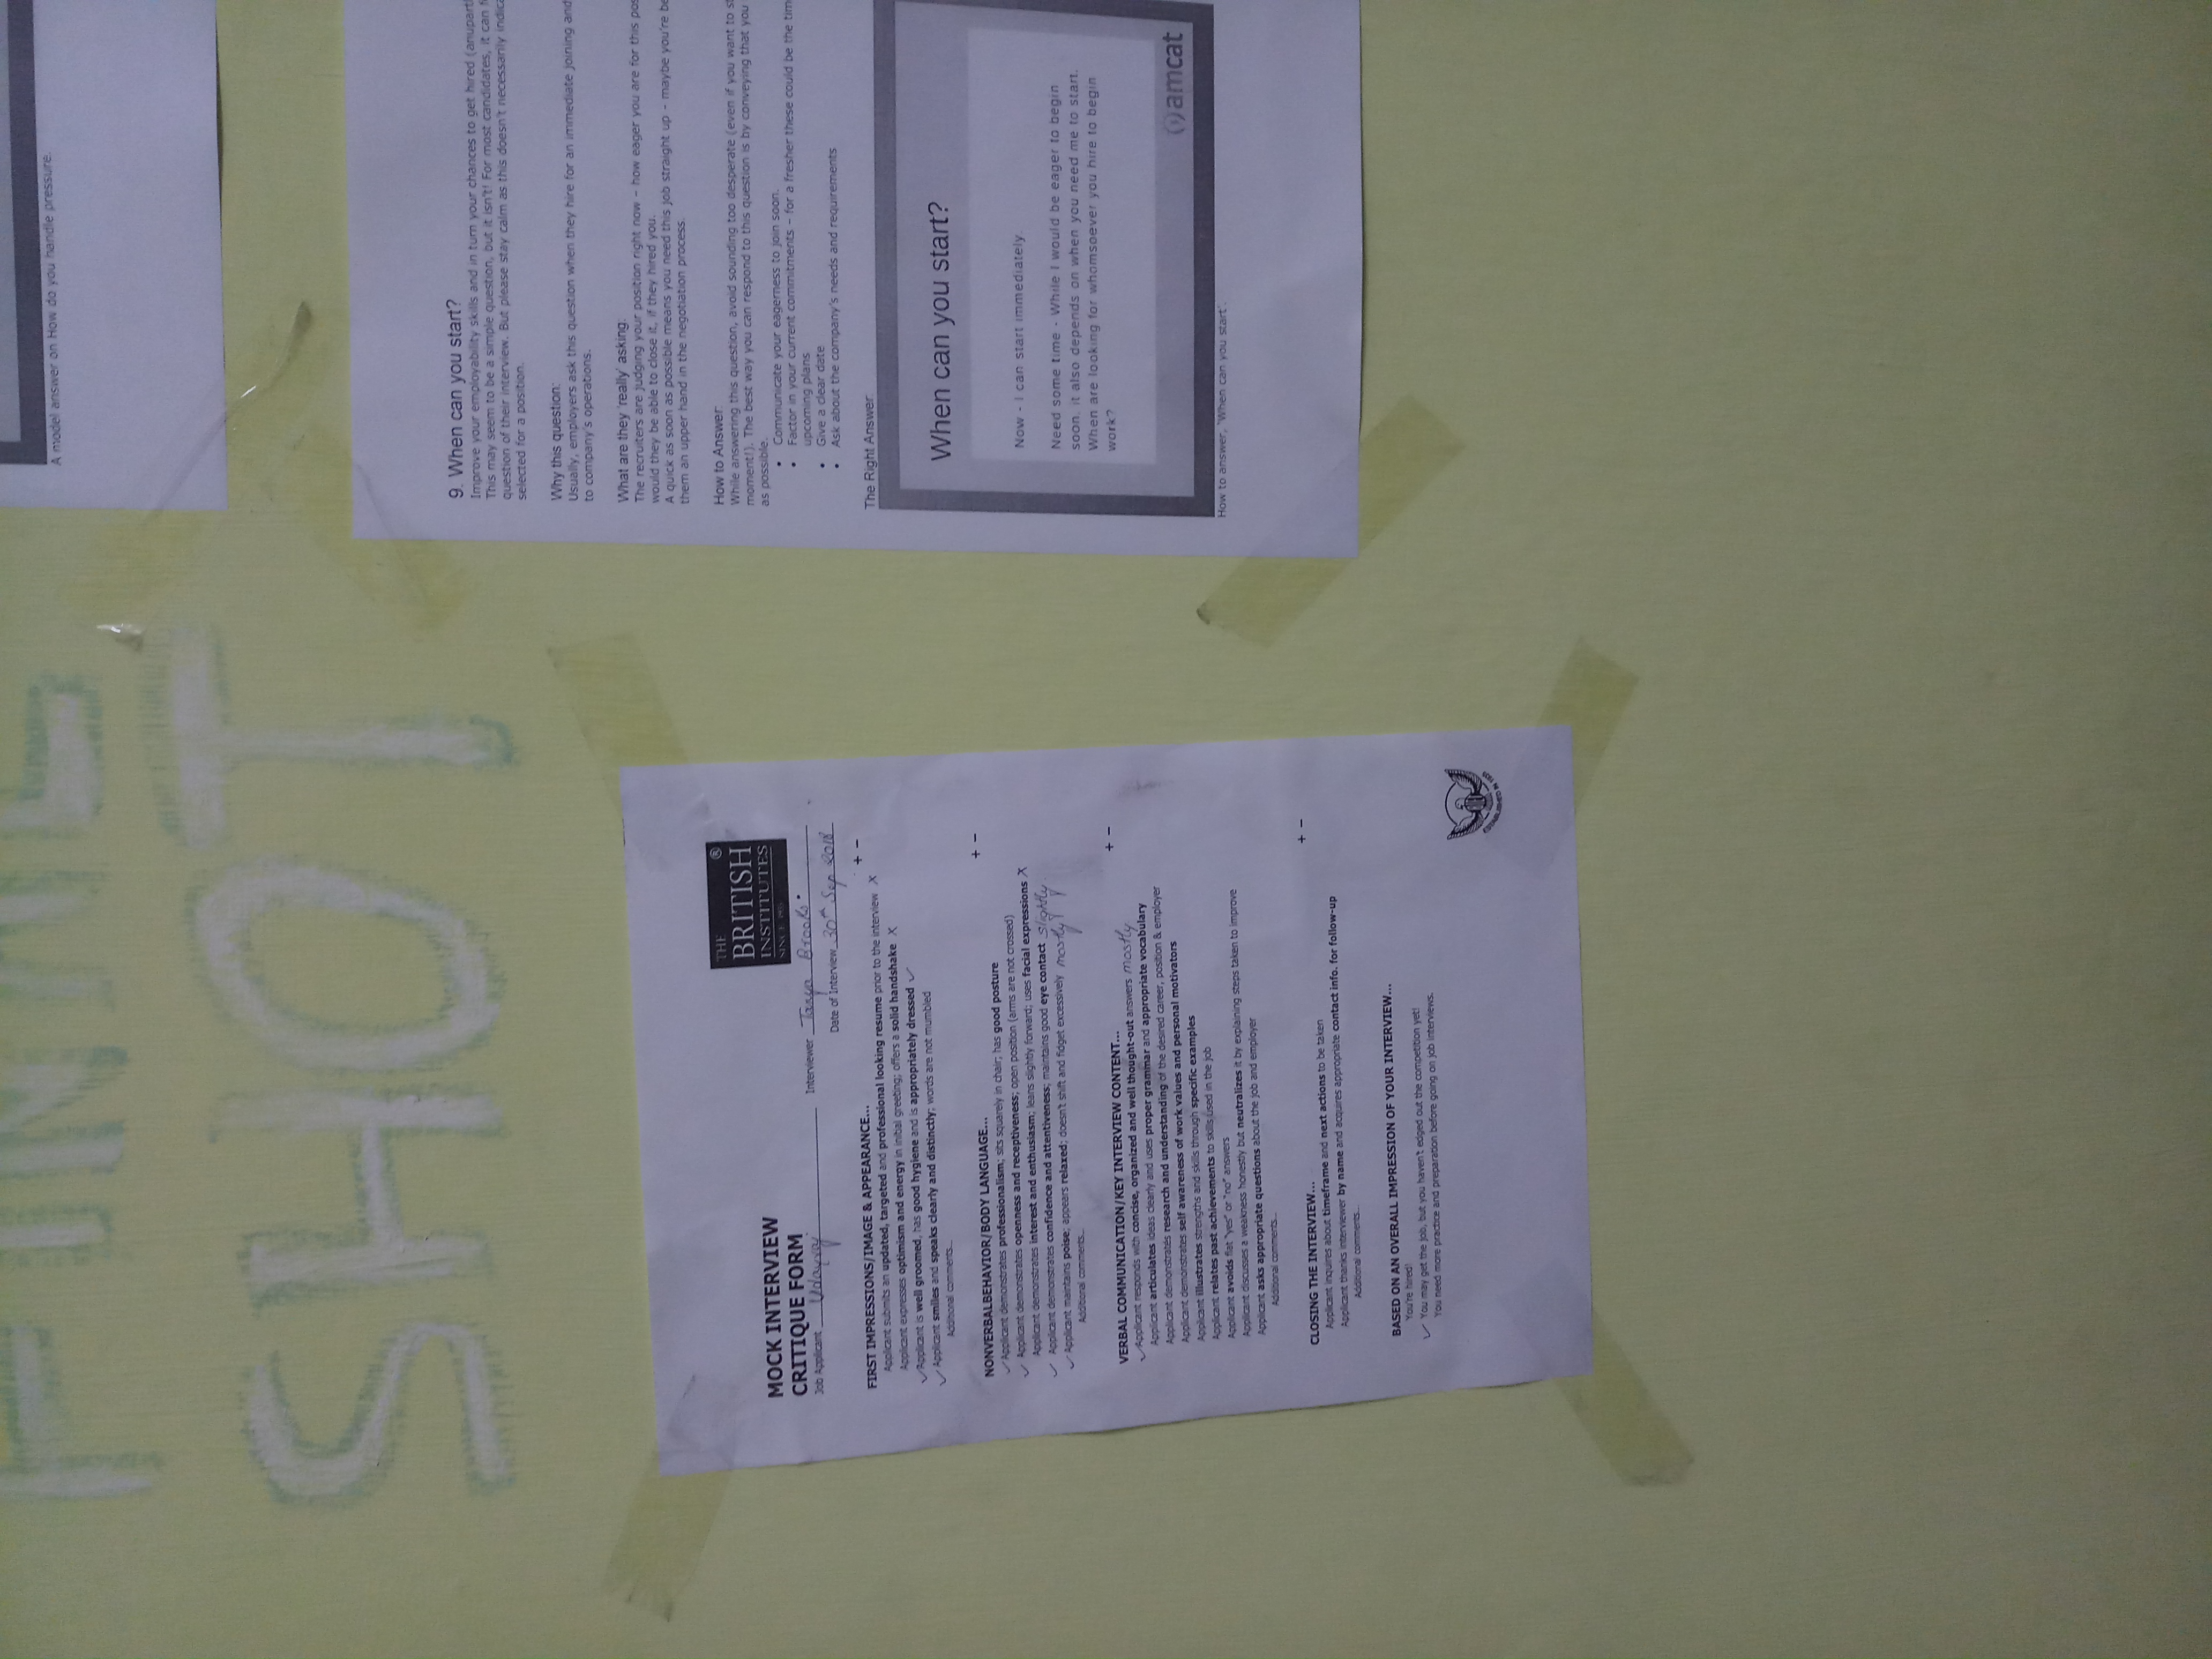 FINAL
SHOT
A model answer on How do you handle pressure.
THE ®
BRITISH
INSTITUTES
SINCE 1935
MOCK INTERVIEW
CRITIQUE FORM
Job Applicant Udayraj Interviewer Tanya Brooks
Date of Interview 30th Sep 2018
FIRST IMPRESSIONS/IMAGE & APPEARANCE... + −
Applicant submits an updated, targeted and professional looking resume prior to the interview X
Applicant expresses optimism and energy in initial greeting; offers a solid handshake X
✓ Applicant is well groomed, has good hygiene and is appropriately dressed ✓
✓ Applicant smiles and speaks clearly and distinctly; words are not mumbled
Additional comments...
NONVERBALBEHAVIOR/BODY LANGUAGE... + −
✓ Applicant demonstrates professionalism; sits squarely in chair; has good posture
✓ Applicant demonstrates openness and receptiveness; open position (arms are not crossed)
Applicant demonstrates interest and enthusiasm; leans slightly forward; uses facial expressions X
✓ Applicant demonstrates confidence and attentiveness; maintains good eye contact slightly
✓ Applicant maintains poise; appears relaxed; doesn't shift and fidget excessively mostly
Additional comments...
VERBAL COMMUNICATION/KEY INTERVIEW CONTENT... + −
✓ Applicant responds with concise, organized and well thought-out answers mostly
Applicant articulates ideas clearly and uses proper grammar and appropriate vocabulary
Applicant demonstrates research and understanding of the desired career, position & employer
Applicant demonstrates self awareness of work values and personal motivators
Applicant illustrates strengths and skills through specific examples
Applicant relates past achievements to skills used in the job
Applicant avoids flat "yes" or "no" answers
Applicant discusses a weakness honestly but neutralizes it by explaining steps taken to improve
Applicant asks appropriate questions about the job and employer
Additional comments...
CLOSING THE INTERVIEW... + −
Applicant inquires about timeframe and next actions to be taken
Applicant thanks interviewer by name and acquires appropriate contact info. for follow-up
Additional comments...
BASED ON AN OVERALL IMPRESSION OF YOUR INTERVIEW...
You're hired!
✓ You may get the job, but you haven't edged out the competition yet!
You need more practice and preparation before going on job interviews.
ESTABLISHED IN 1935
9. When can you start?
Improve your employability skills and in turn your chances to get hired
This may seem to be a simple question, but it isn't! For most candidates, it can
question of their interview. But please stay calm as this doesn't necessarily
selected for a position.
Why this question:
Usually, employers ask this question when they hire for an immediate joining and
to company's operations.
What are they 'really' asking:
The recruiters are judging your position right now – how eager you are for this
would they be able to close it, if they hired you.
A quick as soon as possible means you need this job straight up – maybe you're
them an upper hand in the negotiation process.
How to Answer:
While answering this question, avoid sounding too desperate (even if you want to
moment!). The best way you can respond to this question is by conveying that you
as possible.
• Communicate your eagerness to join soon.
• Factor in your current commitments – for a fresher these could be the
upcoming plans
• Give a clear date
• Ask about the company's needs and requirements
The Right Answer:
When can you start?
Now - I can start immediately.
Need some time - While I would be eager to begin
soon, it also depends on when you need me to start.
When are looking for whomsoever you hire to begin
work?
amcat
How to answer, "When can you start".